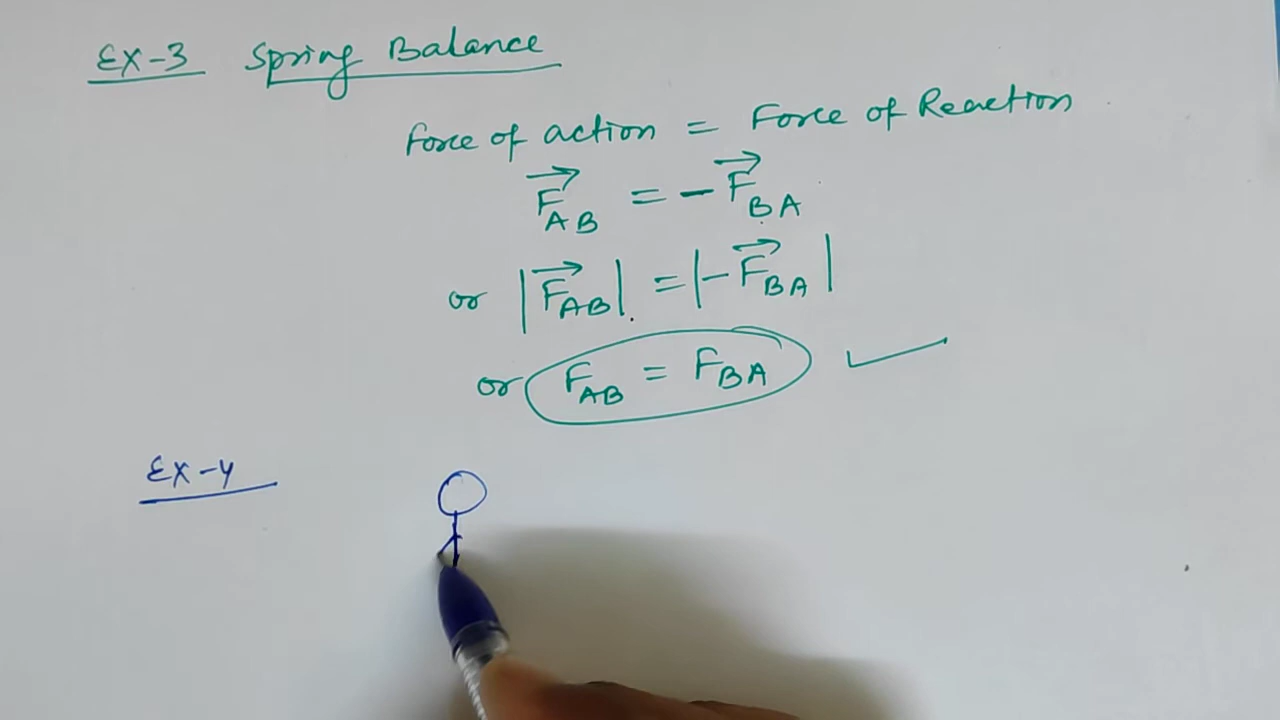 Ex-3 Spring Balance
Force of action = Force of Reaction
F⃗AB = -F⃗BA
or |F⃗AB| = |-F⃗BA|
or FAB = FBA
Ex-4